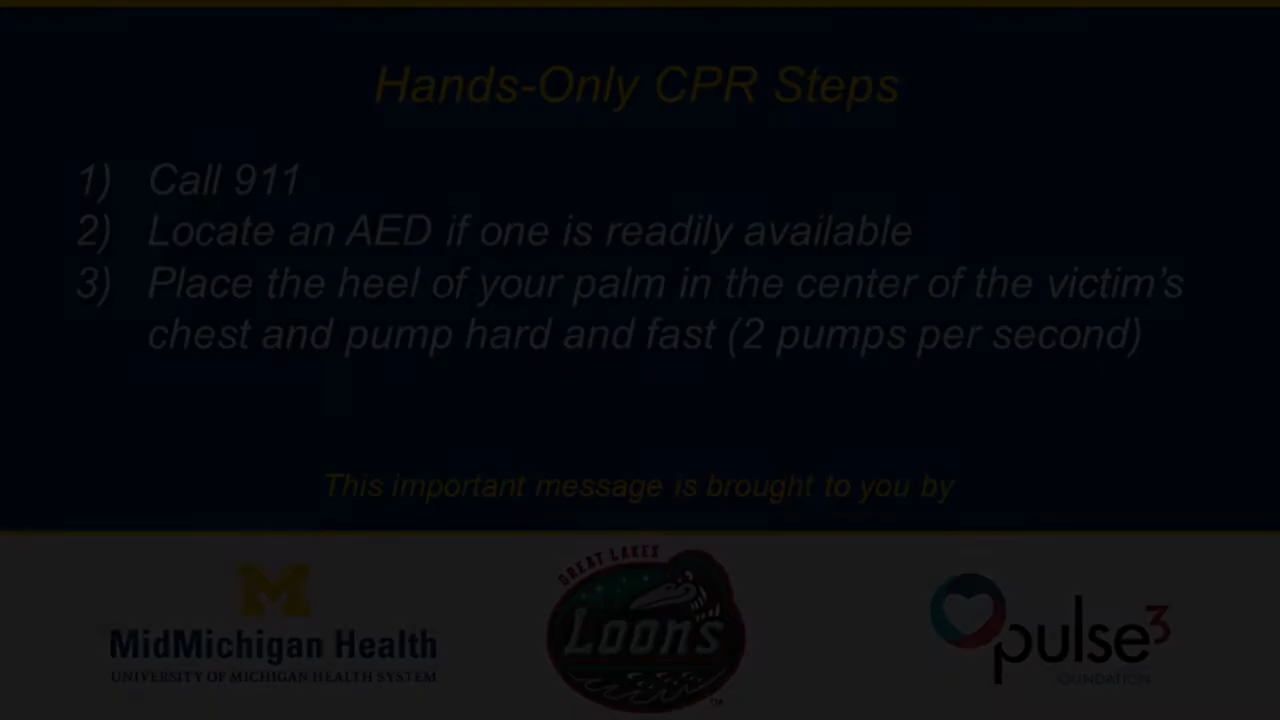 Hands-Only CPR Steps
1) Call 911
2) Locate an AED if one is readily available
3) Place the heel of your palm in the center of the victim's
chest and pump hard and fast (2 pumps per second)
This important message is brought to you by
M
MidMichigan Health
UNIVERSITY OF MICHIGAN HEALTH SYSTEM
GREAT LAKES
Loons
TM
pulse3
FOUNDATION